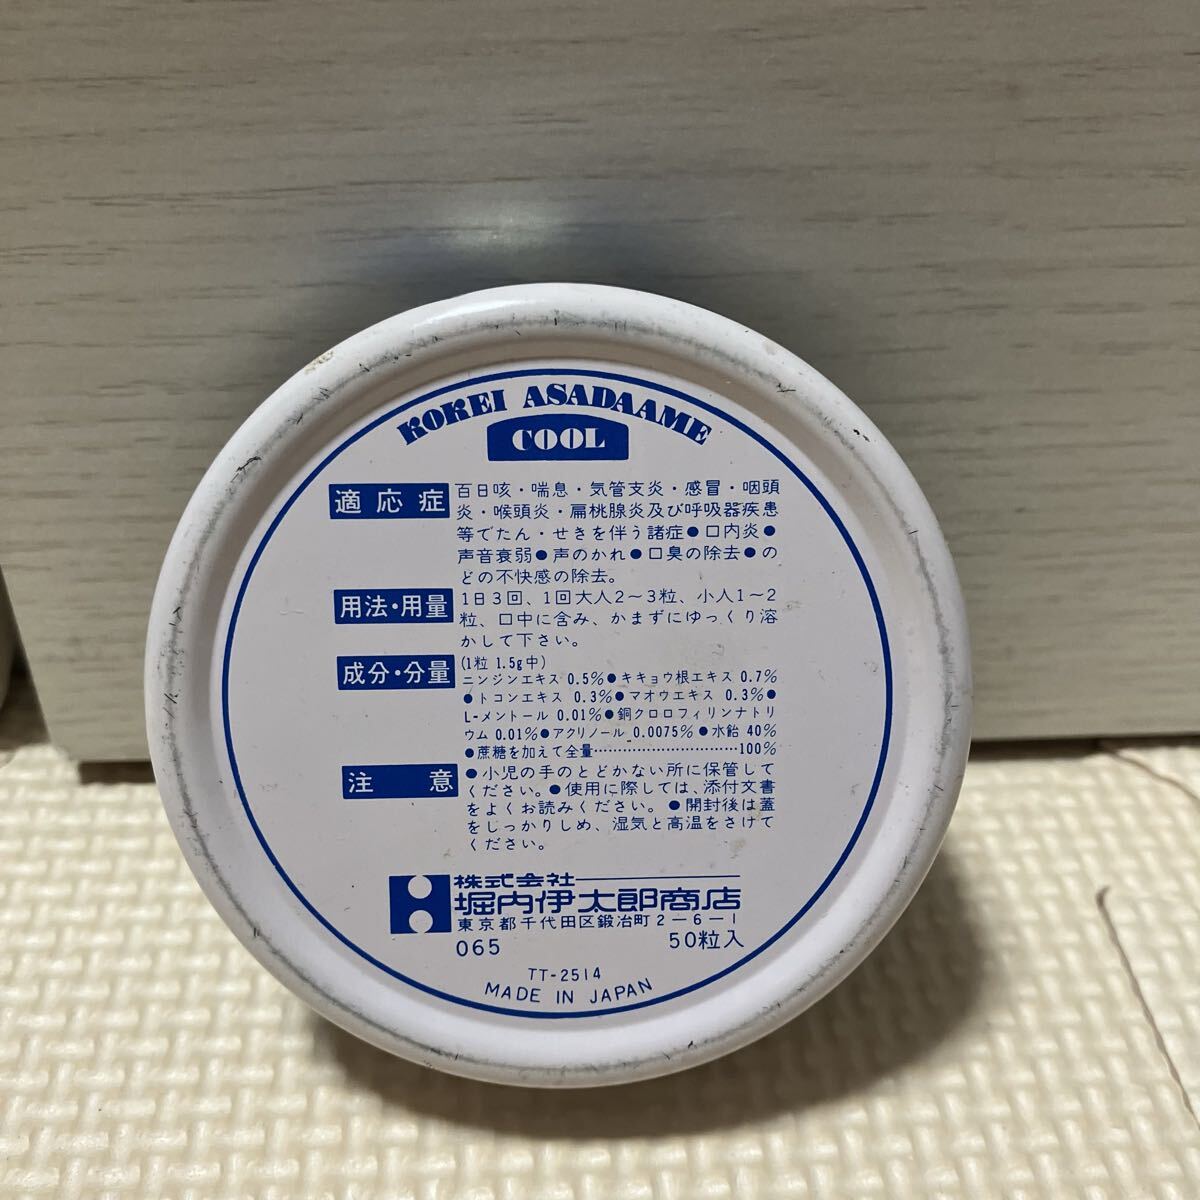 KOKEI ASADAAME
COOL
適応症
百日咳・喘息・気管支炎・感冒・咽頭
炎・喉頭炎・扁桃腺炎及び呼吸器疾患
等でたん・せきを伴う諸症●口内炎●
声音衰弱●声のかれ●口臭の除去●の
どの不快感の除去。
用法・用量
1日3回、1回大人2〜3粒、小人1〜2
粒、口中に含み、かまずにゆっくり溶
かして下さい。
成分・分量
(1粒 1.5g中)
ニンジンエキス 0.5%●キキョウ根エキス 0.7%
●トコンエキス 0.3%●マオウエキス 0.3%●
L-メントール 0.01%●銅クロロフィリンナトリ
ウム 0.01%●アクリノール 0.0075%●水飴 40%
●蔗糖を加えて全量…………………………100%
注意
●小児の手のとどかない所に保管して
ください。●使用に際しては、添付文書
をよくお読みください。●開封後は蓋
をしっかりしめ、湿気と高温をさけて
ください。
株式会社
堀内伊太郎商店
東京都千代田区鍛冶町2-6-1
065 50粒入
TT-2514
MADE IN JAPAN